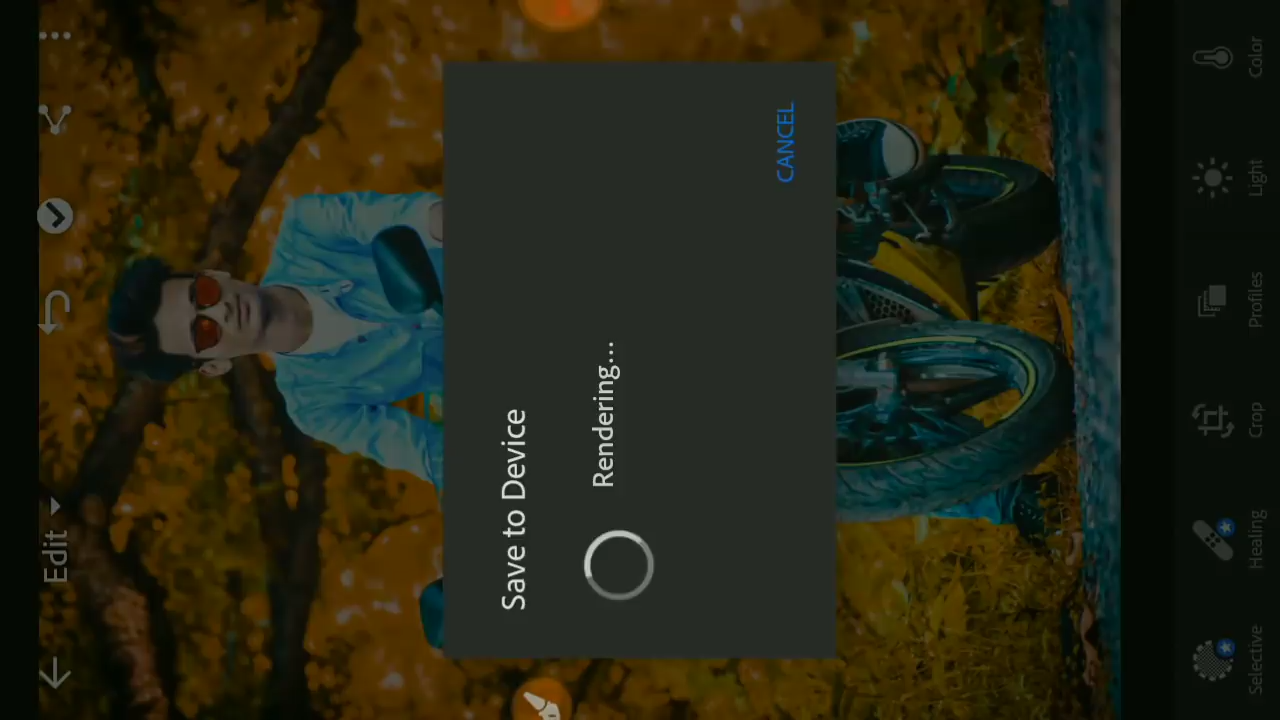 Edit
Save to Device
Rendering...
CANCEL
Selective
Healing
Crop
Profiles
Light
Color